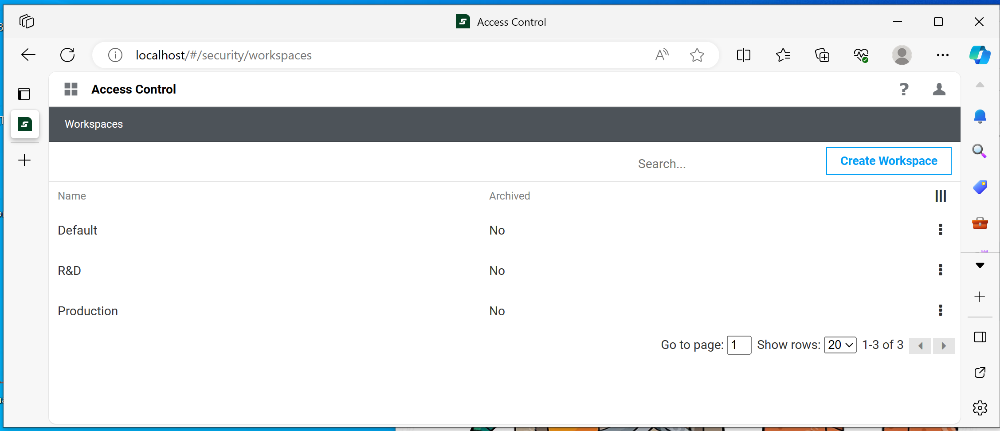 Access Control
localhost/#/security/workspaces
Access Control
Workspaces
Search...
Create Workspace
Name Archived
Default No
R&D No
Production No
Go to page: 1 Show rows: 20 1-3 of 3